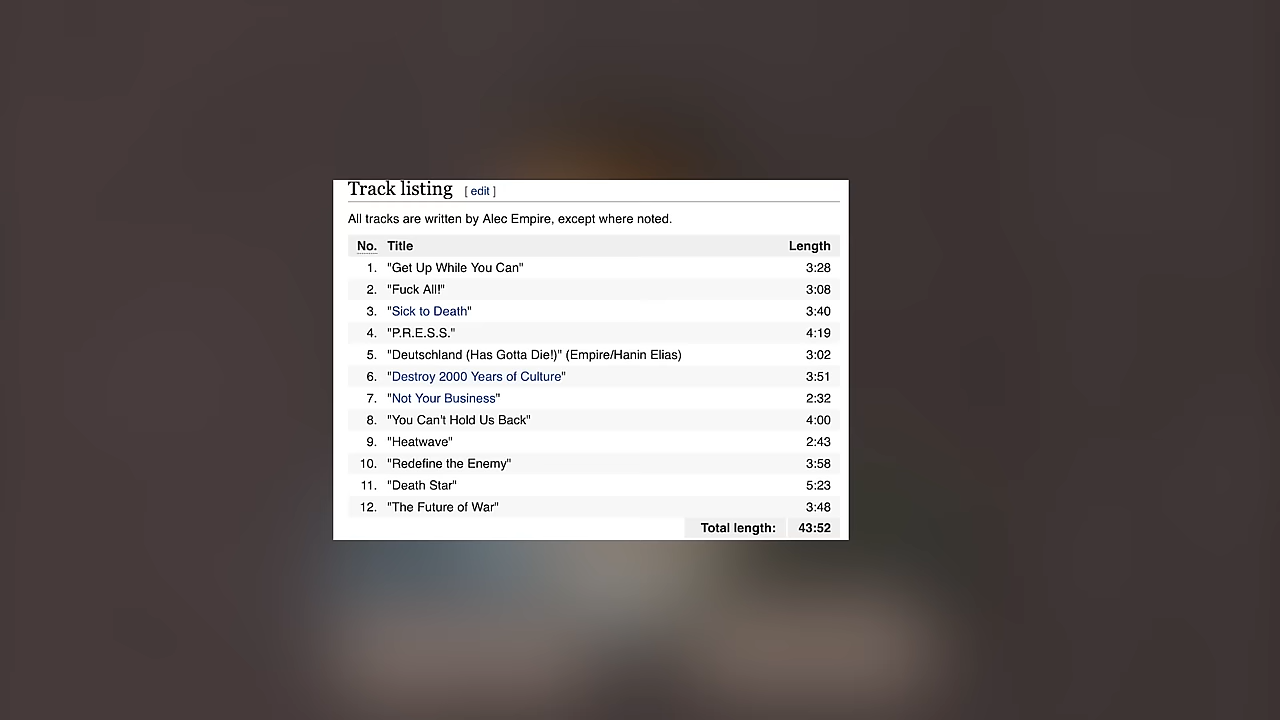 Track listing [ edit ]
All tracks are written by Alec Empire, except where noted.
No. Title Length
1. "Get Up While You Can" 3:28
2. "Fuck All!" 3:08
3. "Sick to Death" 3:40
4. "P.R.E.S.S." 4:19
5. "Deutschland (Has Gotta Die!)" (Empire/Hanin Elias) 3:02
6. "Destroy 2000 Years of Culture" 3:51
7. "Not Your Business" 2:32
8. "You Can't Hold Us Back" 4:00
9. "Heatwave" 2:43
10. "Redefine the Enemy" 3:58
11. "Death Star" 5:23
12. "The Future of War" 3:48
Total length: 43:52